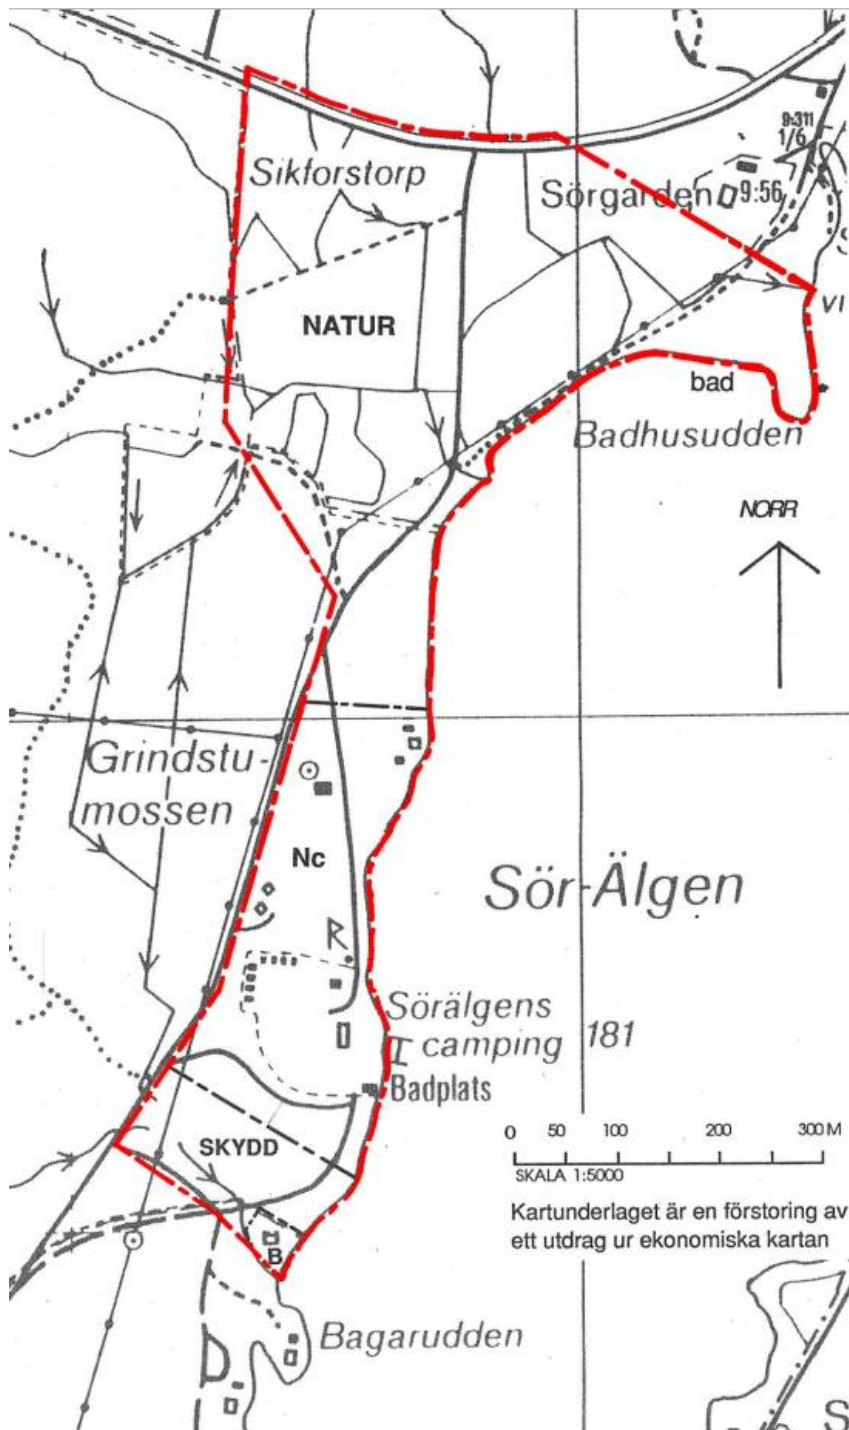 9:311
1/6
Sikforstorp
Sörgården
9:56
NATUR
VI
bad
Badhusudden
NORR
Grindstu-
mossen
Nc
Sör-Älgen
R
Sörälgens
camping
181
Badplats
SKYDD
0 50 100 200 300 M
SKALA 1:5000
Kartunderlaget är en förstoring av
ett utdrag ur ekonomiska kartan
B
Bagarudden
S